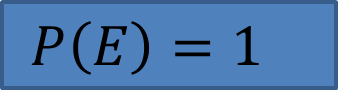 P(E) = 1